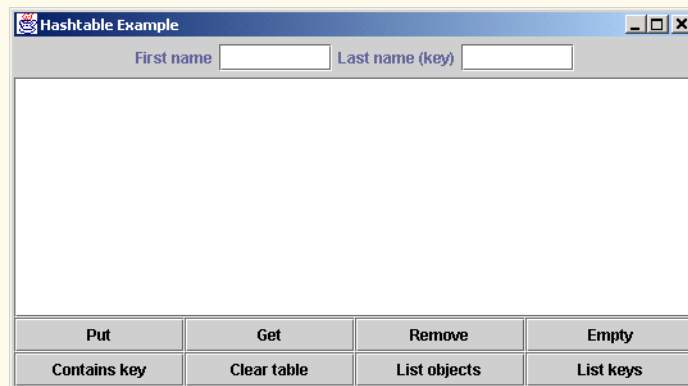 Hashtable Example
First name Last name (key)
Put Get Remove Empty
Contains key Clear table List objects List keys